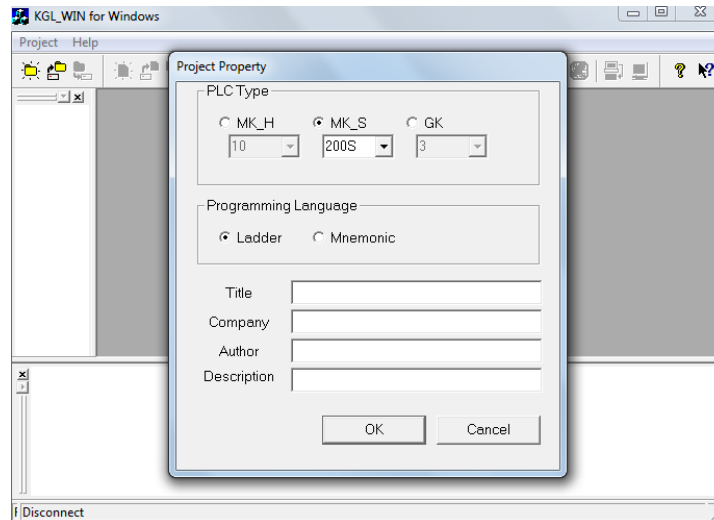 KGL_WIN for Windows
Project Help
Project Property
PLC Type
MK_H MK_S GK
10 200S 3
Programming Language
Ladder Mnemonic
Title
Company
Author
Description
OK Cancel
Disconnect